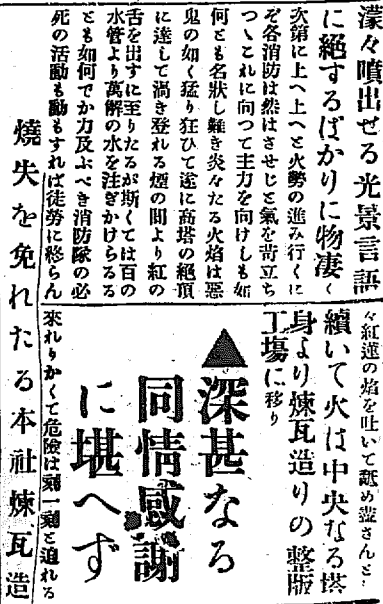 濛々噴出せる光景言語
に絶するばかりに物凄く
次第に上へ上へと火勢の進み行くに
ぞ各消防は然はさせじと氣を苛立ち
つゝこれに向つて主力を向けしも如
何とも名狀し難き炎々たる火焰は惡
鬼の如く猛り狂ひて遂に高塔の絶頂
に達して渦き登れる煙の間より紅の
舌を出すに至りたるが斯くては百の
水管より萬斛の水を注ぎかけらるる
とも如何でか力及ぶべき消防隊の必
死の活動も動もすれば徒勞に終らん
々紅蓮の焰を吐いて舐め盡さんと
續いて火は中央なる塔
身より煉瓦造りの整版
工塲に移り
▲深甚なる
同情感謝
に堪へず
來れりかくて危險は刻一刻と迫れる
燒失を免れたる本社煉瓦造